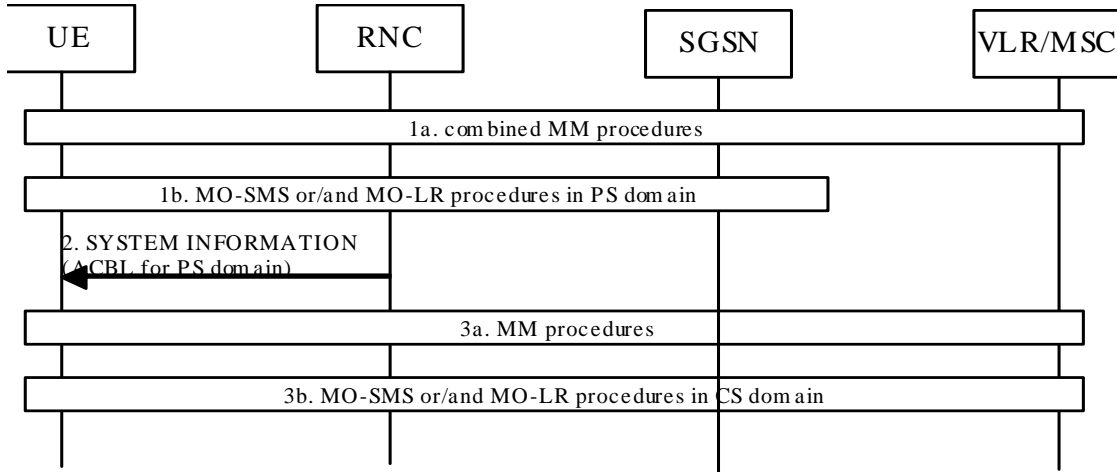 UE
RNC
SGSN
VLR/MSC
1a. combined MM procedures
1b. MO-SMS or/and MO-LR procedures in PS domain
2. SYSTEM INFORMATION
(ACBL for PS domain)
3a. MM procedures
3b. MO-SMS or/and MO-LR procedures in CS domain